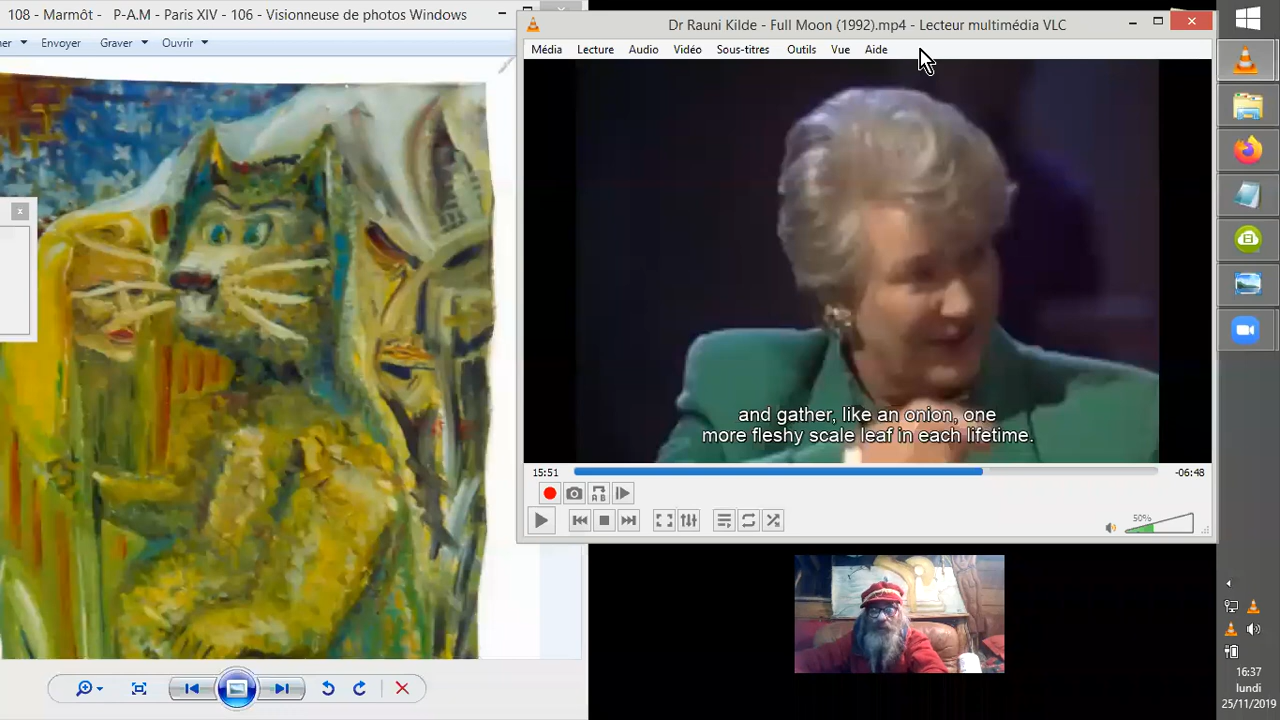 108 - Marmôt - P-A-M - Paris XIV - 106 - Visionneuse de photos Windows
Envoyer Graver Ouvrir
Dr Rauni Kilde - Full Moon (1992).mp4 - Lecteur multimédia VLC
Média Lecture Audio Vidéo Sous-titres Outils Vue Aide
and gather, like an onion, one
more fleshy scale leaf in each lifetime.
15:51
-06:48
50%
16:37
lundi
25/11/2019